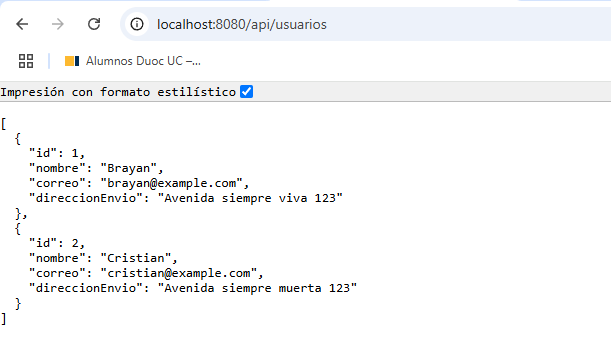 localhost:8080/api/usuarios
Alumnos Duoc UC –...
Impresión con formato estilístico
[
  {
    "id": 1,
    "nombre": "Brayan",
    "correo": "brayan@example.com",
    "direccionEnvio": "Avenida siempre viva 123"
  },
  {
    "id": 2,
    "nombre": "Cristian",
    "correo": "cristian@example.com",
    "direccionEnvio": "Avenida siempre muerta 123"
  }
]